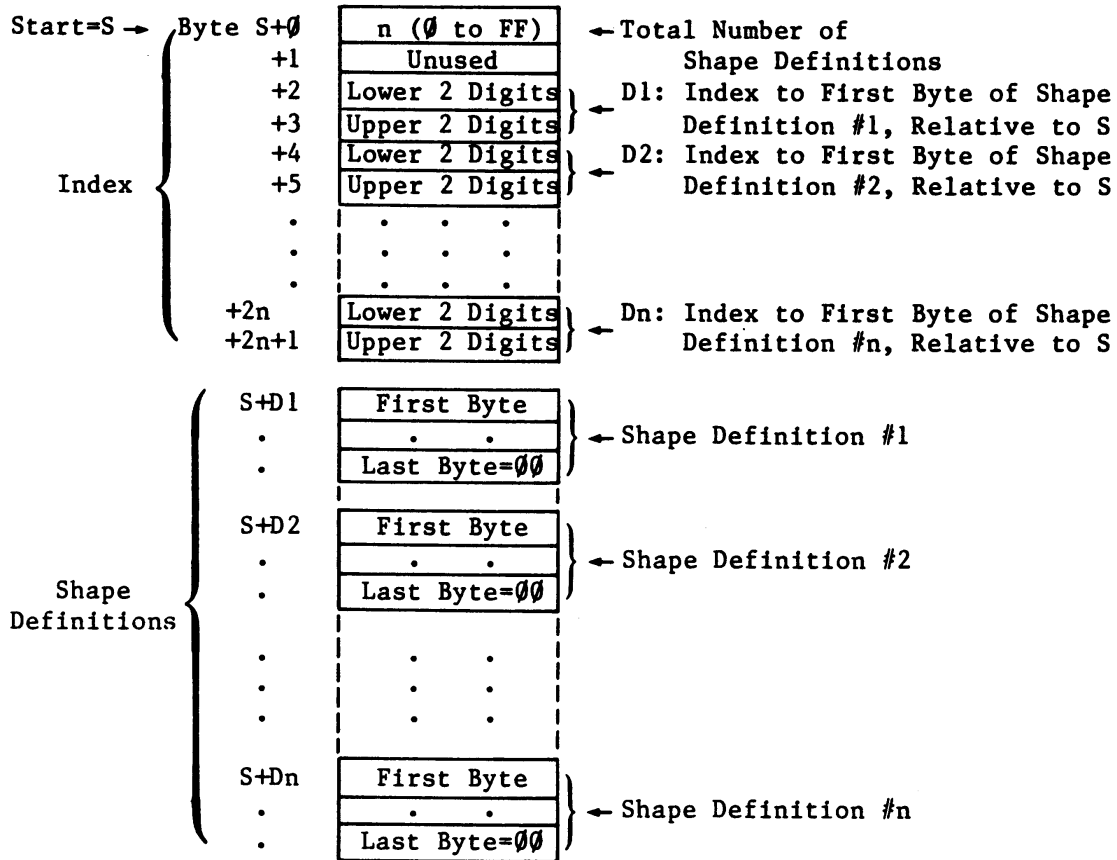 Start=S → Byte S+Ø n (Ø to FF) ← Total Number of
+1 Unused Shape Definitions
+2 Lower 2 Digits ← D1: Index to First Byte of Shape
+3 Upper 2 Digits Definition #1, Relative to S
+4 Lower 2 Digits ← D2: Index to First Byte of Shape
Index +5 Upper 2 Digits Definition #2, Relative to S
. . . .
. . . .
. . . .
+2n Lower 2 Digits ← Dn: Index to First Byte of Shape
+2n+1 Upper 2 Digits Definition #n, Relative to S
S+D1 First Byte
. . . ← Shape Definition #1
. Last Byte=ØØ
S+D2 First Byte
. . . ← Shape Definition #2
Shape . Last Byte=ØØ
Definitions
. . .
. . .
. . .
S+Dn First Byte
. . . ← Shape Definition #n
. Last Byte=ØØ